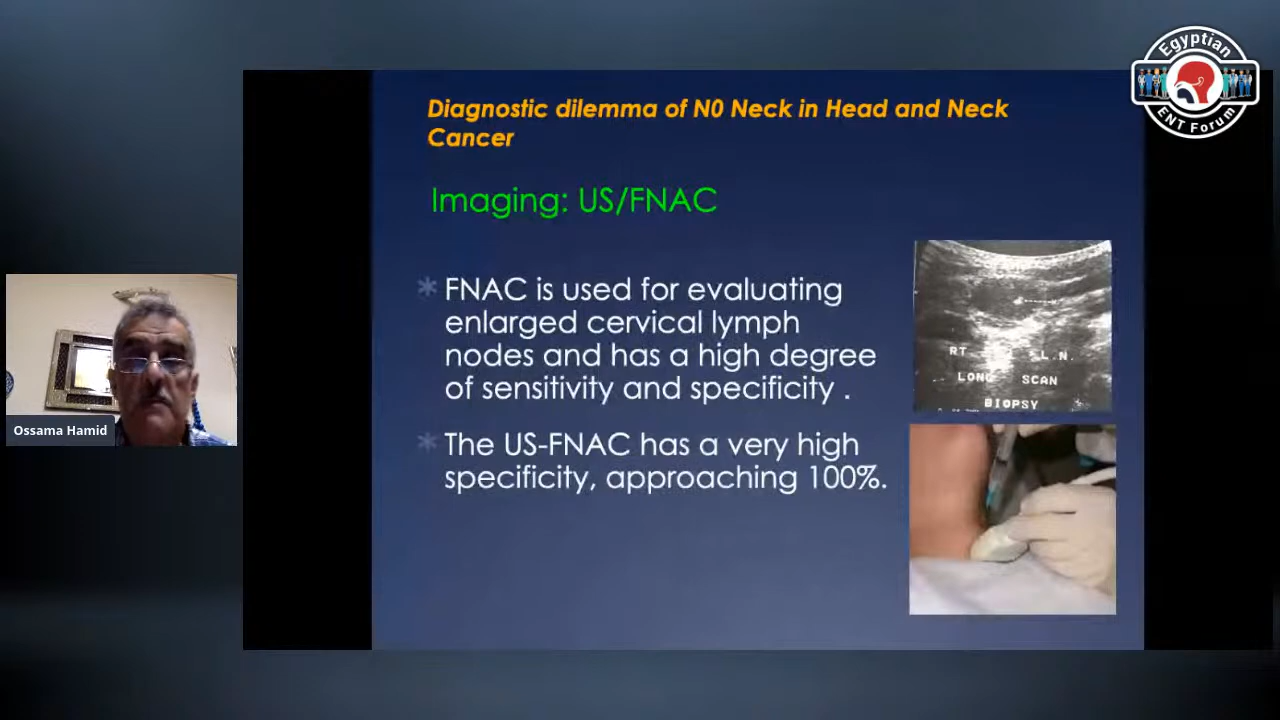 Egyptian
ENT Forum
Diagnostic dilemma of N0 Neck in Head and Neck
Cancer
Imaging: US/FNAC
* FNAC is used for evaluating
enlarged cervical lymph
nodes and has a high degree
of sensitivity and specificity .
* The US-FNAC has a very high
specificity, approaching 100%.
RT S.L.N.
LONG SCAN
BIOPSY
Ossama Hamid